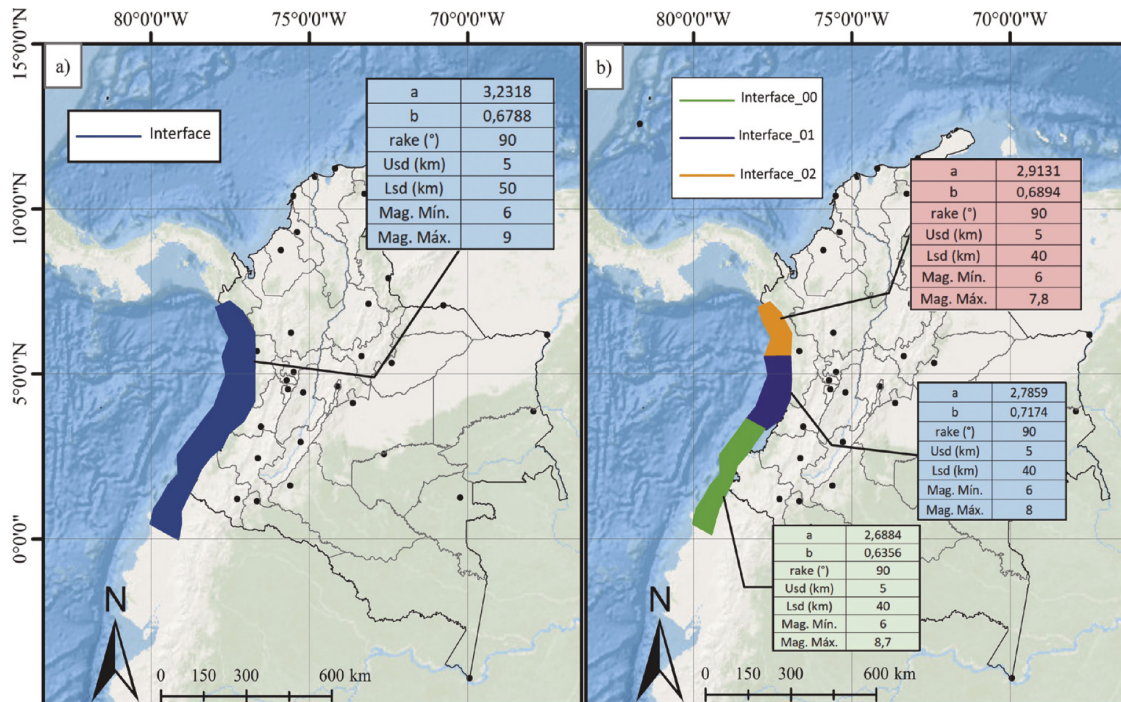 80°0'0"W 75°0'0"W 70°0'0"W
80°0'0"W 75°0'0"W 70°0'0"W
15°0'0"N
10°0'0"N
5°0'0"N
0°0'0"
a)
Interface
a 3,2318
b 0,6788
rake (°) 90
Usd (km) 5
Lsd (km) 50
Mag. Mín. 6
Mag. Máx. 9
N
0 150 300 600 km
b)
Interface_00
Interface_01
Interface_02
a 2,9131
b 0,6894
rake (°) 90
Usd (km) 5
Lsd (km) 40
Mag. Mín. 6
Mag. Máx. 7,8
a 2,7859
b 0,7174
rake (°) 90
Usd (km) 5
Lsd (km) 40
Mag. Mín. 6
Mag. Máx. 8
a 2,6884
b 0,6356
rake (°) 90
Usd (km) 5
Lsd (km) 40
Mag. Mín. 6
Mag. Máx. 8,7
N
0 150 300 600 km